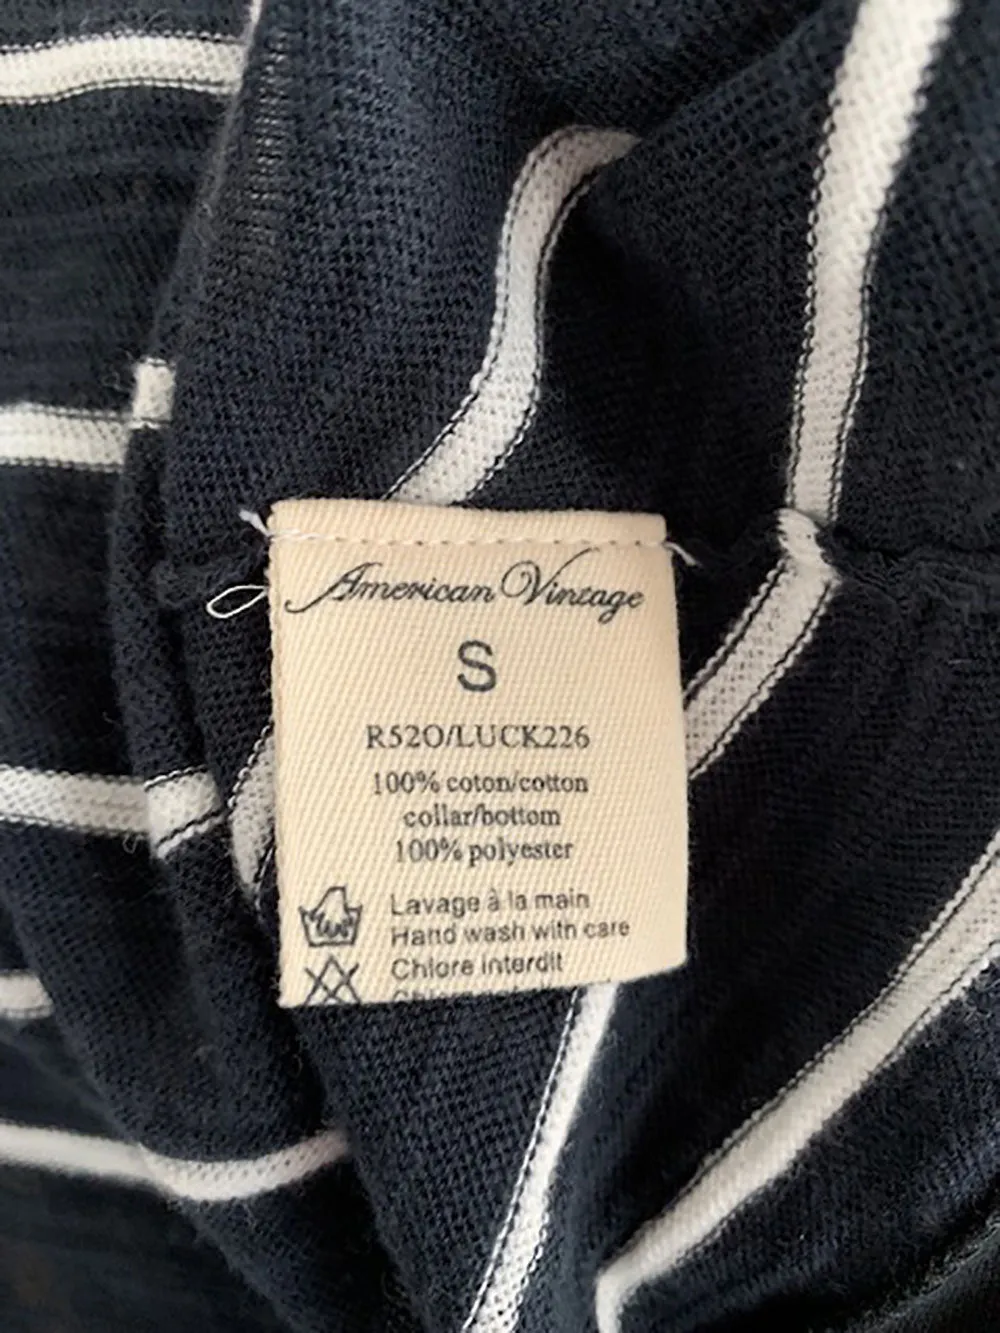 American Vintage
S
R520/LUCK226
100% coton/cotton
collar/bottom
100% polyester
Lavage à la main
Hand wash with care
Chlore interdit